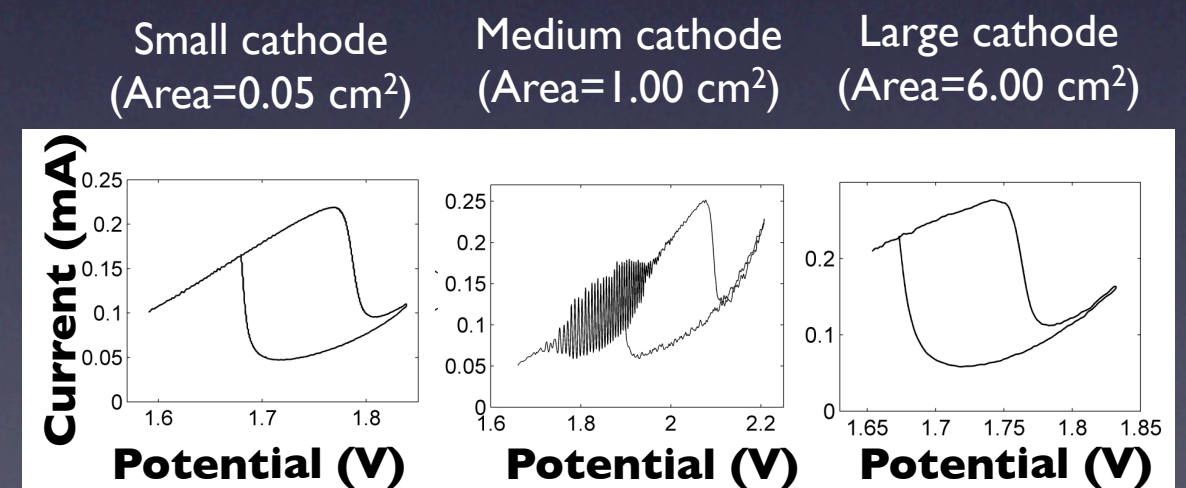 Small cathode
(Area=0.05 cm²)
Medium cathode
(Area=1.00 cm²)
Large cathode
(Area=6.00 cm²)
Current (mA)
0.25
0.2
0.15
0.1
0.05
0
1.6 1.7 1.8
Potential (V)
0.25
0.2
0.15
0.1
0.05
0
1.6 1.8 2 2.2
Potential (V)
0.2
0.1
0
1.65 1.7 1.75 1.8 1.85
Potential (V)